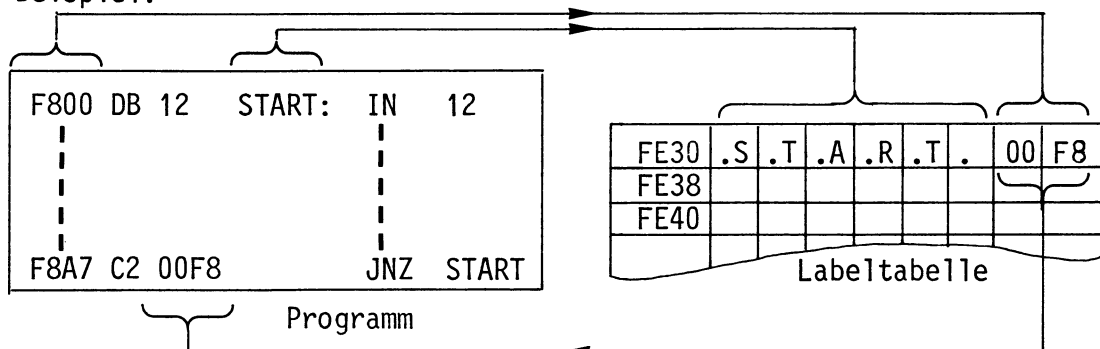 F800 DB 12 START: IN 12
F8A7 C2 00F8 JNZ START
Programm
FE30 .S .T .A .R .T . 00 F8
FE38
FE40
Labeltabelle